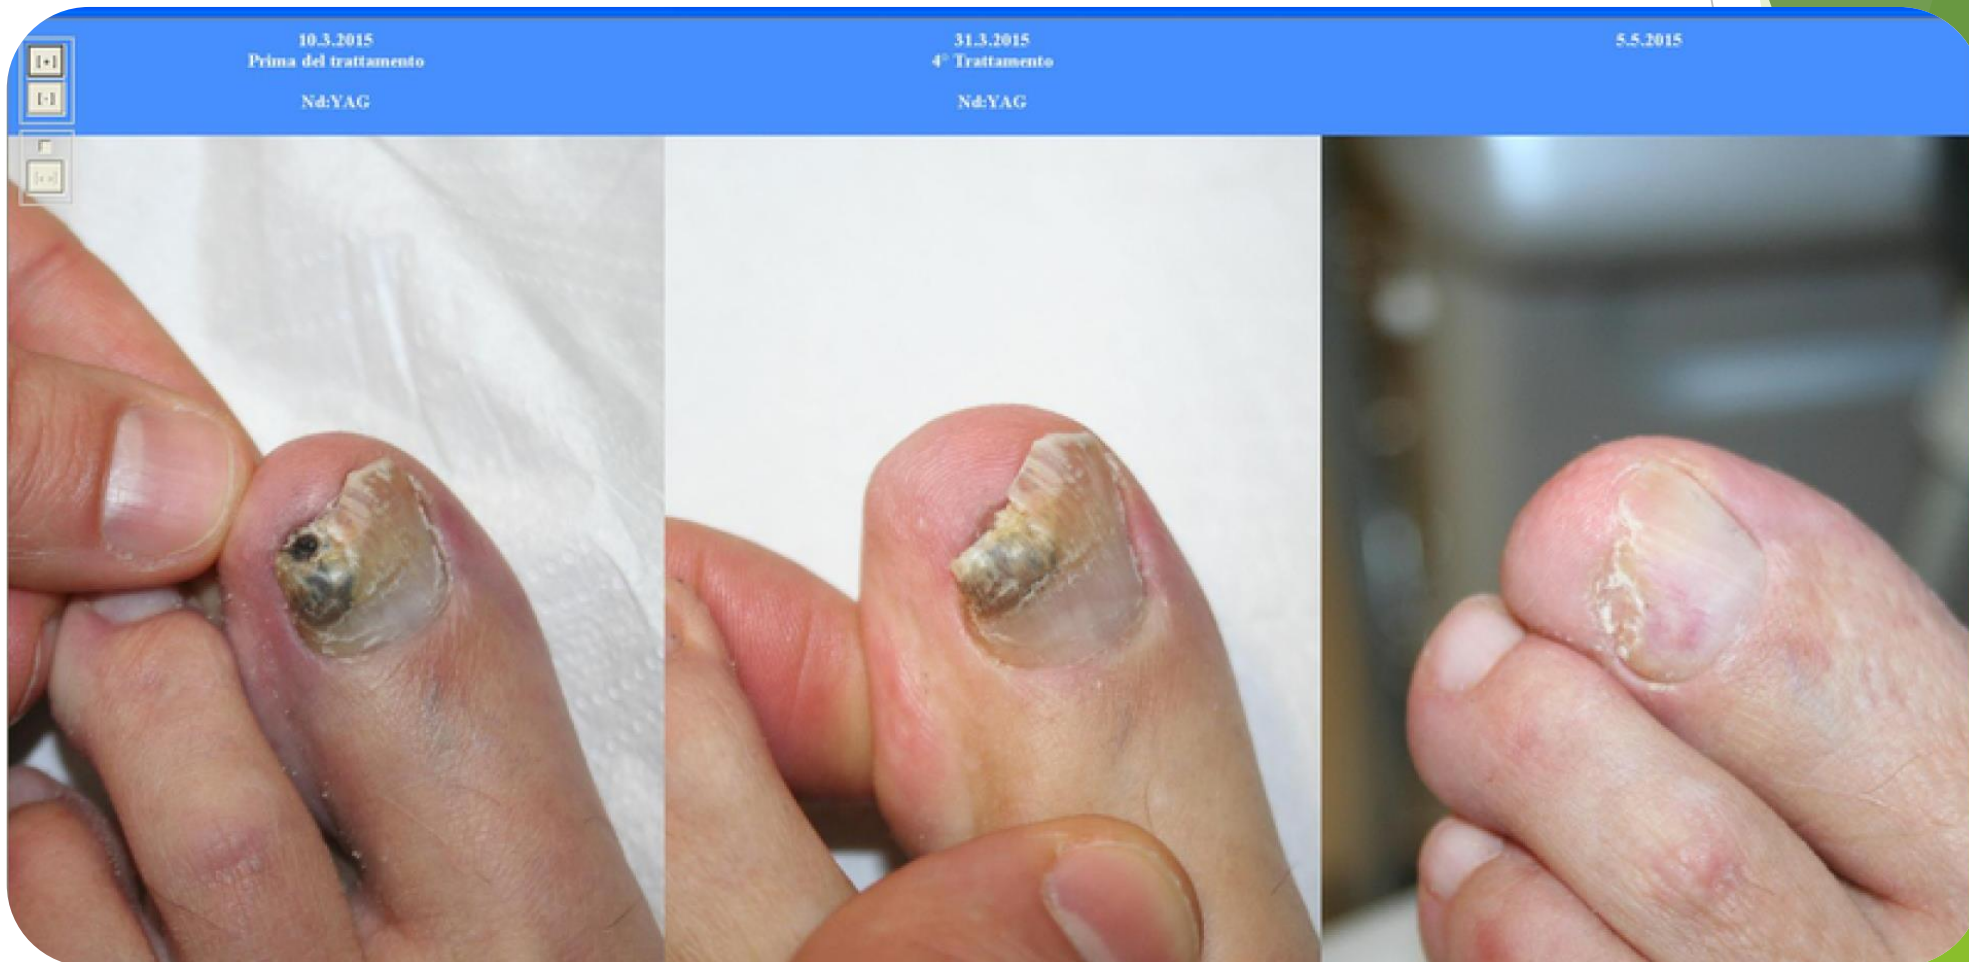 10.3.2015
Prima del trattamento
Nd:YAG
31.3.2015
4° Trattamento
Nd:YAG
5.5.2015
[+]
[-]